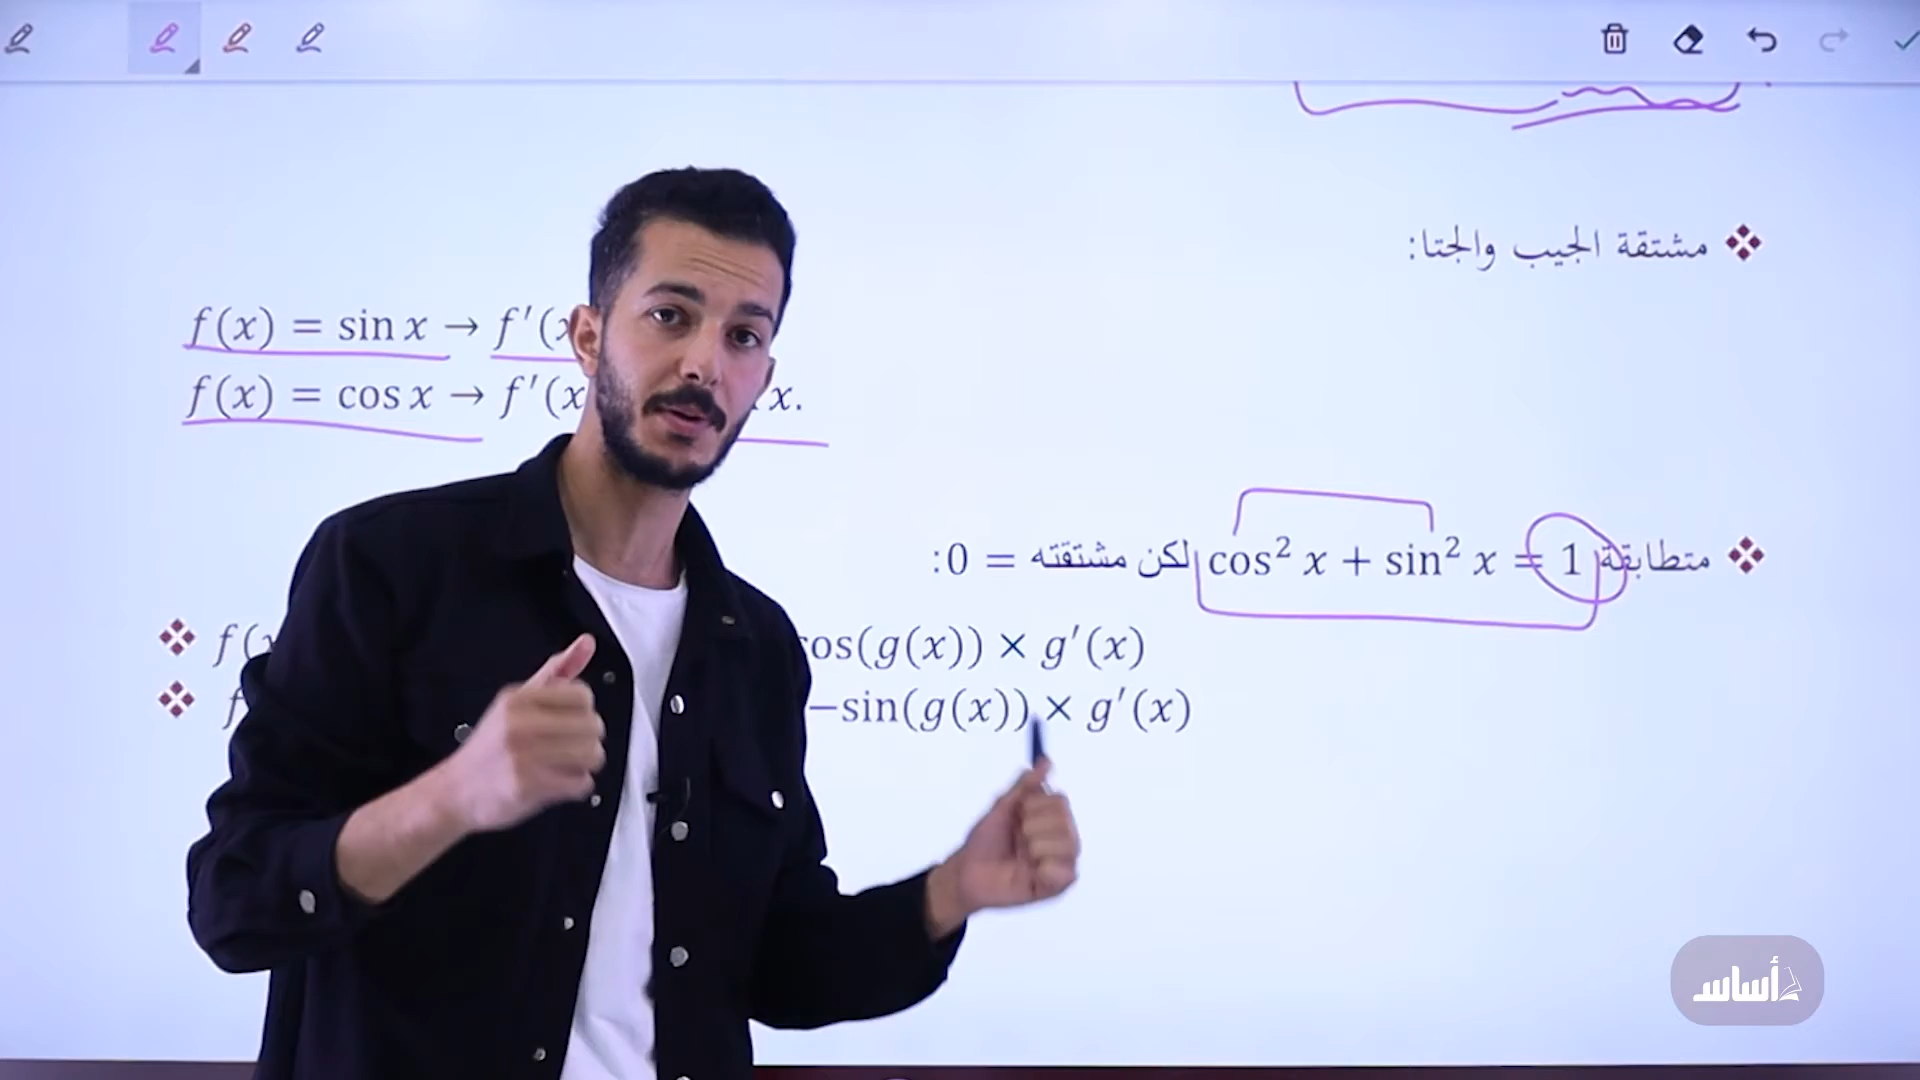 مشتقة الجيب والجتا:
f(x) = sin x → f′(x
f(x) = cos x → f′(x x.
متطابقة cos² x + sin² x = 1 لكن مشتقته = 0:
f(x cos(g(x)) × g′(x)
f −sin(g(x)) × g′(x)
أساس